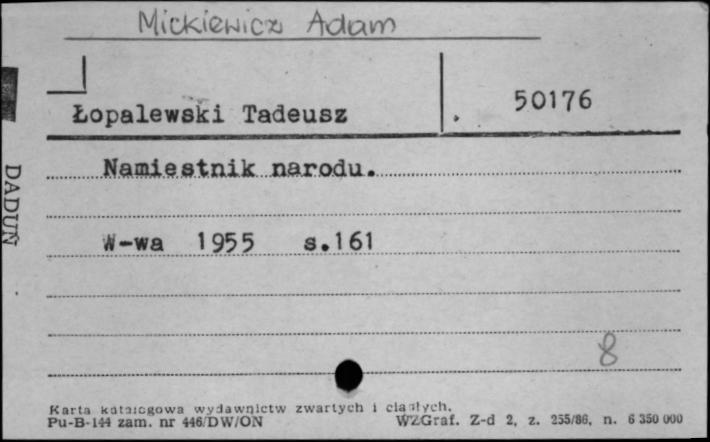 Mickiewicz Adam
50176
Łopalewski Tadeusz
Namiestnik narodu.
DADUŃ
W-wa 1955 s.161
8
Karta katalogowa wydawnictw zwartych i ciągłych.
Pu-B-144 zam. nr 446/DW/ON WZGraf. Z-d 2, z. 255/86, n. 6 350 000